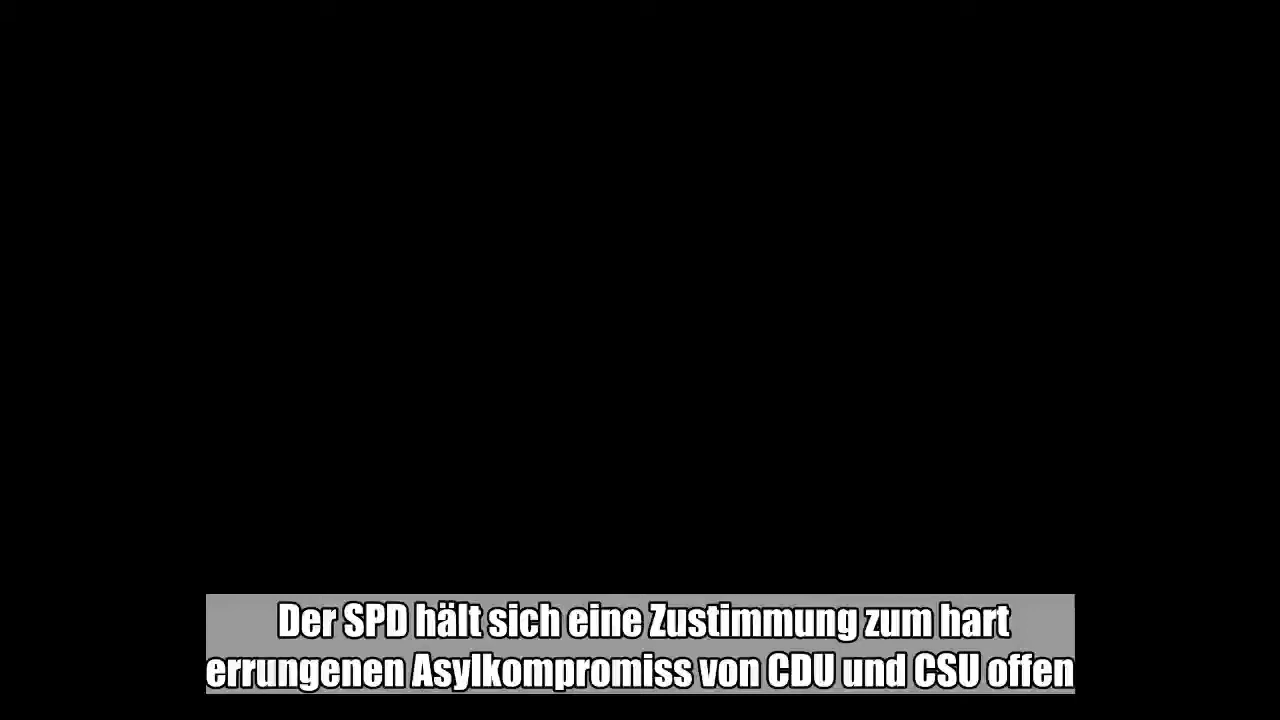 Der SPD hält sich eine Zustimmung zum hart
errungenen Asylkompromiss von CDU und CSU offen